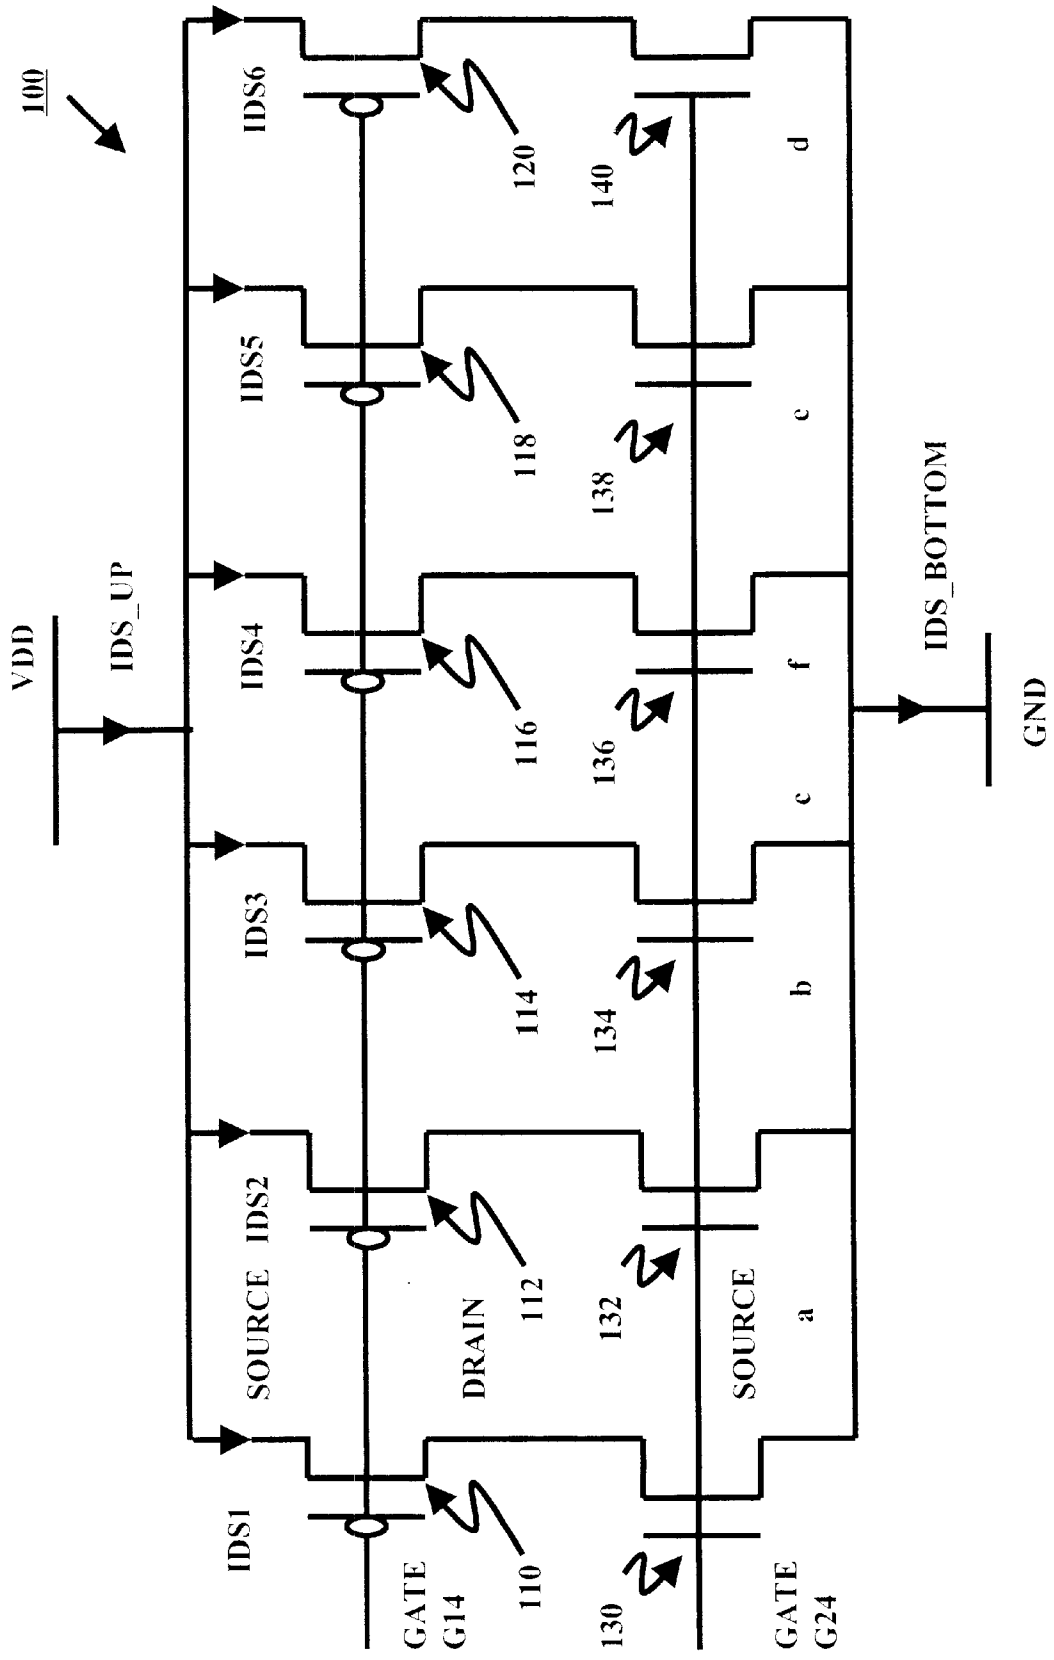 VDD
100
IDS_UP
IDS1
SOURCE
IDS2
IDS3
IDS4
IDS5
IDS6
GATE
G14
DRAIN
110
112
114
116
118
120
130
132
134
136
138
140
SOURCE
a
b
c
f
e
d
GATE
G24
IDS_BOTTOM
GND